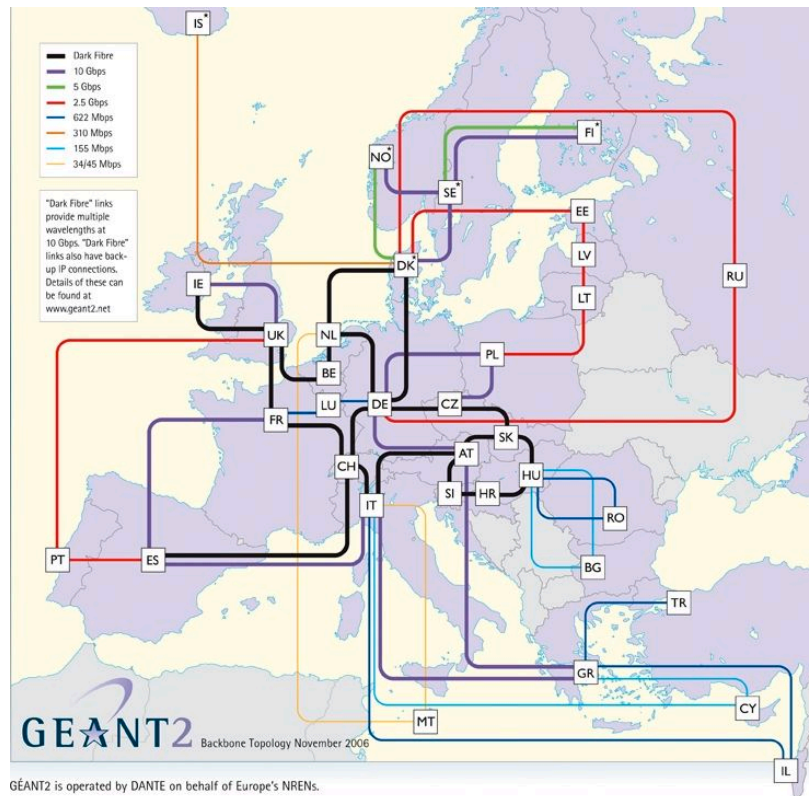 IS*
Dark Fibre
10 Gbps
5 Gbps
2.5 Gbps
622 Mbps
310 Mbps
155 Mbps
34/45 Mbps
"Dark Fibre" links
provide multiple
wavelengths at
10 Gbps. "Dark Fibre"
links also have back-
up IP connections.
Details of these can
be found at
www.geant2.net
FI*
NO*
SE*
EE
LV
DK*
RU
IE
LT
UK
NL
PL
BE
LU
DE
CZ
FR
SK
AT
CH
HU
SI
HR
IT
RO
PT
ES
BG
TR
GR
CY
MT
GEANT2
Backbone Topology November 2006
IL
GÉANT2 is operated by DANTE on behalf of Europe's NRENs.